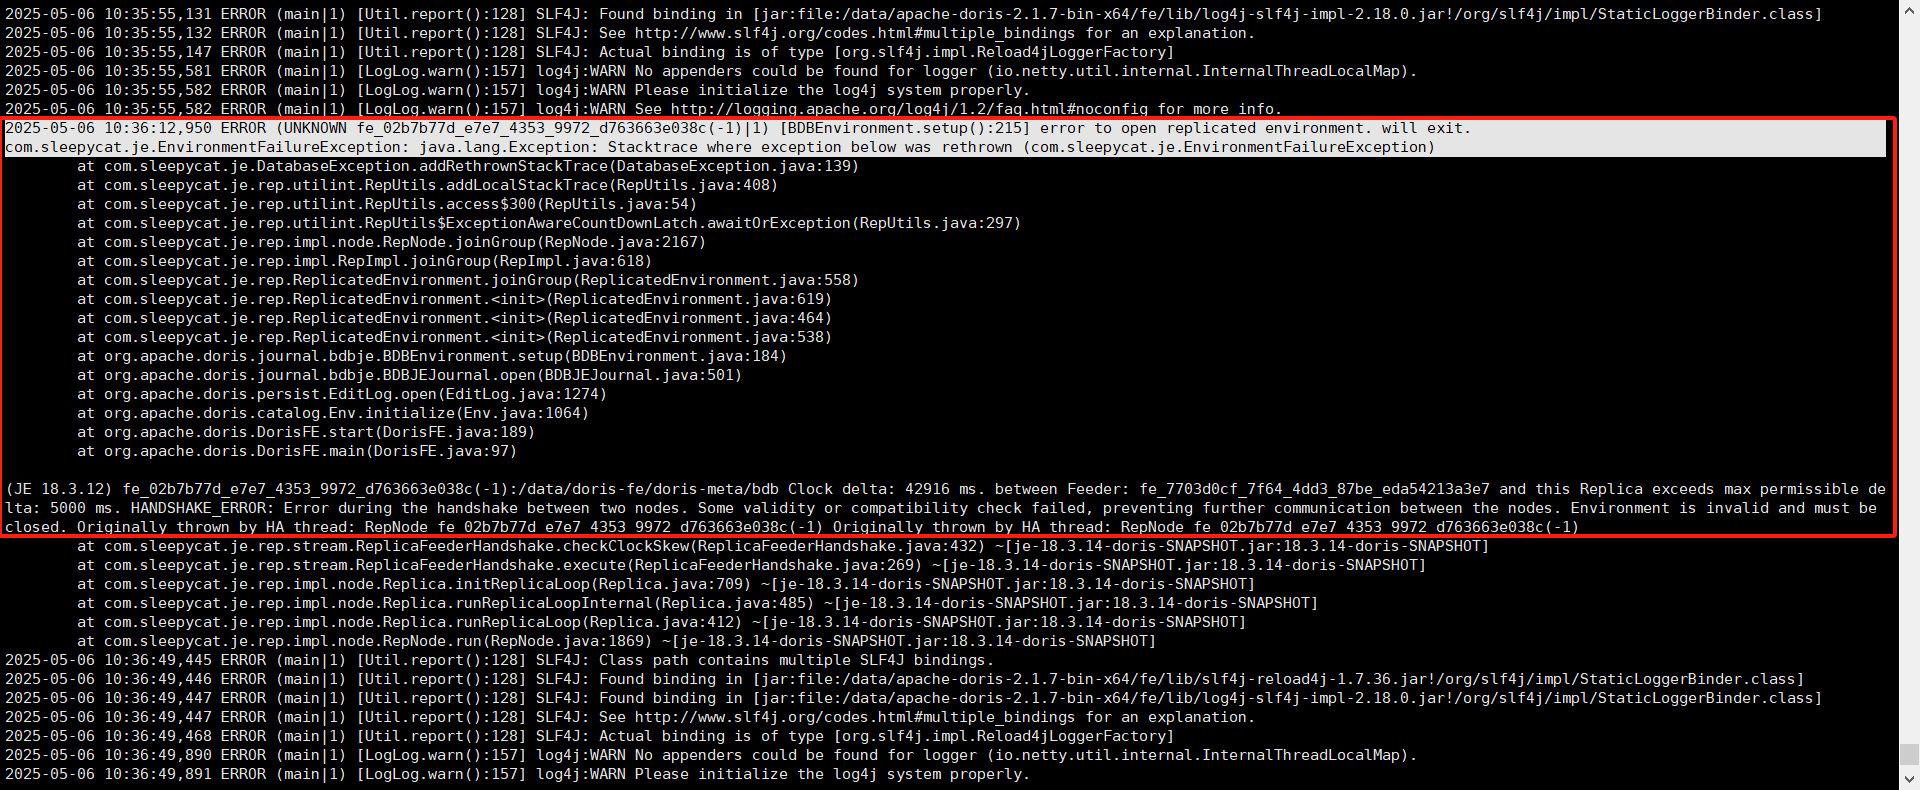 2025-05-06 10:35:55,131 ERROR (main|1) [Util.report():128] SLF4J: Found binding in [jar:file:/data/apache-doris-2.1.7-bin-x64/fe/lib/log4j-slf4j-impl-2.18.0.jar!/org/slf4j/impl/StaticLoggerBinder.class]
2025-05-06 10:35:55,132 ERROR (main|1) [Util.report():128] SLF4J: See http://www.slf4j.org/codes.html#multiple_bindings for an explanation.
2025-05-06 10:35:55,147 ERROR (main|1) [Util.report():128] SLF4J: Actual binding is of type [org.slf4j.impl.Reload4jLoggerFactory]
2025-05-06 10:35:55,581 ERROR (main|1) [LogLog.warn():157] log4j:WARN No appenders could be found for logger (io.netty.util.internal.InternalThreadLocalMap).
2025-05-06 10:35:55,582 ERROR (main|1) [LogLog.warn():157] log4j:WARN Please initialize the log4j system properly.
2025-05-06 10:35:55,582 ERROR (main|1) [LogLog.warn():157] log4j:WARN See http://logging.apache.org/log4j/1.2/faq.html#noconfig for more info.
2025-05-06 10:36:12,950 ERROR (UNKNOWN fe_02b7b77d_e7e7_4353_9972_d763663e038c(-1)|1) [BDBEnvironment.setup():215] error to open replicated environment. will exit.
com.sleepycat.je.EnvironmentFailureException: java.lang.Exception: Stacktrace where exception below was rethrown (com.sleepycat.je.EnvironmentFailureException)
at com.sleepycat.je.DatabaseException.addRethrownStackTrace(DatabaseException.java:139)
at com.sleepycat.je.rep.utilint.RepUtils.addLocalStackTrace(RepUtils.java:408)
at com.sleepycat.je.rep.utilint.RepUtils.access$300(RepUtils.java:54)
at com.sleepycat.je.rep.utilint.RepUtils$ExceptionAwareCountDownLatch.awaitOrException(RepUtils.java:297)
at com.sleepycat.je.rep.impl.node.RepNode.joinGroup(RepNode.java:2167)
at com.sleepycat.je.rep.impl.RepImpl.joinGroup(RepImpl.java:618)
at com.sleepycat.je.rep.ReplicatedEnvironment.joinGroup(ReplicatedEnvironment.java:558)
at com.sleepycat.je.rep.ReplicatedEnvironment.<init>(ReplicatedEnvironment.java:619)
at com.sleepycat.je.rep.ReplicatedEnvironment.<init>(ReplicatedEnvironment.java:464)
at com.sleepycat.je.rep.ReplicatedEnvironment.<init>(ReplicatedEnvironment.java:538)
at org.apache.doris.journal.bdbje.BDBEnvironment.setup(BDBEnvironment.java:184)
at org.apache.doris.journal.bdbje.BDBJEJournal.open(BDBJEJournal.java:501)
at org.apache.doris.persist.EditLog.open(EditLog.java:1274)
at org.apache.doris.catalog.Env.initialize(Env.java:1064)
at org.apache.doris.DorisFE.start(DorisFE.java:189)
at org.apache.doris.DorisFE.main(DorisFE.java:97)
(JE 18.3.12) fe_02b7b77d_e7e7_4353_9972_d763663e038c(-1):/data/doris-fe/doris-meta/bdb Clock delta: 42916 ms. between Feeder: fe_7703d0cf_7f64_4dd3_87be_eda54213a3e7 and this Replica exceeds max permissible de
lta: 5000 ms. HANDSHAKE_ERROR: Error during the handshake between two nodes. Some validity or compatibility check failed, preventing further communication between the nodes. Environment is invalid and must be
closed. Originally thrown by HA thread: RepNode fe_02b7b77d_e7e7_4353_9972_d763663e038c(-1) Originally thrown by HA thread: RepNode fe_02b7b77d_e7e7_4353_9972_d763663e038c(-1)
at com.sleepycat.je.rep.stream.ReplicaFeederHandshake.checkClockSkew(ReplicaFeederHandshake.java:432) ~[je-18.3.14-doris-SNAPSHOT.jar:18.3.14-doris-SNAPSHOT]
at com.sleepycat.je.rep.stream.ReplicaFeederHandshake.execute(ReplicaFeederHandshake.java:269) ~[je-18.3.14-doris-SNAPSHOT.jar:18.3.14-doris-SNAPSHOT]
at com.sleepycat.je.rep.impl.node.Replica.initReplicaLoop(Replica.java:709) ~[je-18.3.14-doris-SNAPSHOT.jar:18.3.14-doris-SNAPSHOT]
at com.sleepycat.je.rep.impl.node.Replica.runReplicaLoopInternal(Replica.java:485) ~[je-18.3.14-doris-SNAPSHOT.jar:18.3.14-doris-SNAPSHOT]
at com.sleepycat.je.rep.impl.node.Replica.runReplicaLoop(Replica.java:412) ~[je-18.3.14-doris-SNAPSHOT.jar:18.3.14-doris-SNAPSHOT]
at com.sleepycat.je.rep.impl.node.RepNode.run(RepNode.java:1869) ~[je-18.3.14-doris-SNAPSHOT.jar:18.3.14-doris-SNAPSHOT]
2025-05-06 10:36:49,445 ERROR (main|1) [Util.report():128] SLF4J: Class path contains multiple SLF4J bindings.
2025-05-06 10:36:49,446 ERROR (main|1) [Util.report():128] SLF4J: Found binding in [jar:file:/data/apache-doris-2.1.7-bin-x64/fe/lib/slf4j-reload4j-1.7.36.jar!/org/slf4j/impl/StaticLoggerBinder.class]
2025-05-06 10:36:49,447 ERROR (main|1) [Util.report():128] SLF4J: Found binding in [jar:file:/data/apache-doris-2.1.7-bin-x64/fe/lib/log4j-slf4j-impl-2.18.0.jar!/org/slf4j/impl/StaticLoggerBinder.class]
2025-05-06 10:36:49,447 ERROR (main|1) [Util.report():128] SLF4J: See http://www.slf4j.org/codes.html#multiple_bindings for an explanation.
2025-05-06 10:36:49,468 ERROR (main|1) [Util.report():128] SLF4J: Actual binding is of type [org.slf4j.impl.Reload4jLoggerFactory]
2025-05-06 10:36:49,890 ERROR (main|1) [LogLog.warn():157] log4j:WARN No appenders could be found for logger (io.netty.util.internal.InternalThreadLocalMap).
2025-05-06 10:36:49,891 ERROR (main|1) [LogLog.warn():157] log4j:WARN Please initialize the log4j system properly.